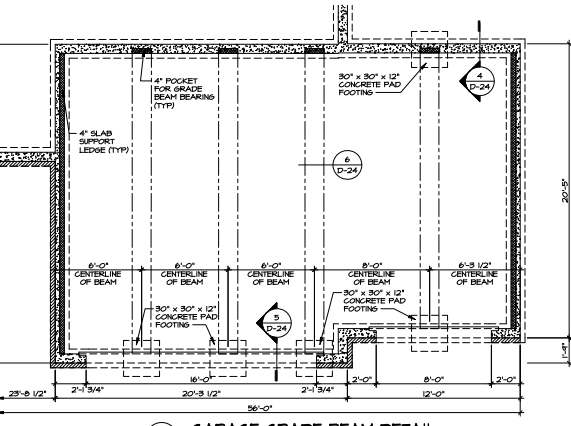 4" POCKET
FOR GRADE
BEAM BEARING
(TYP)
30" x 30" x 12"
CONCRETE PAD
FOOTING
4
D-24
4" SLAB
SUPPORT
LEDGE (TYP)
6
D-24
20'-5"
6'-0"
CENTERLINE
OF BEAM
6'-0"
CENTERLINE
OF BEAM
6'-0"
CENTERLINE
OF BEAM
8'-0"
CENTERLINE
OF BEAM
6'-3 1/2"
CENTERLINE
OF BEAM
30" x 30" x 12"
CONCRETE PAD
FOOTING
5
D-24
30" x 30" x 12"
CONCRETE PAD
FOOTING
1'-9"
2'-1 3/4"
16'-0"
2'-1 3/4"
2'-0"
8'-0"
2'-0"
23'-8 1/2"
20'-3 1/2"
12'-0"
56'-0"
GARAGE GRADE BEAM DETAIL